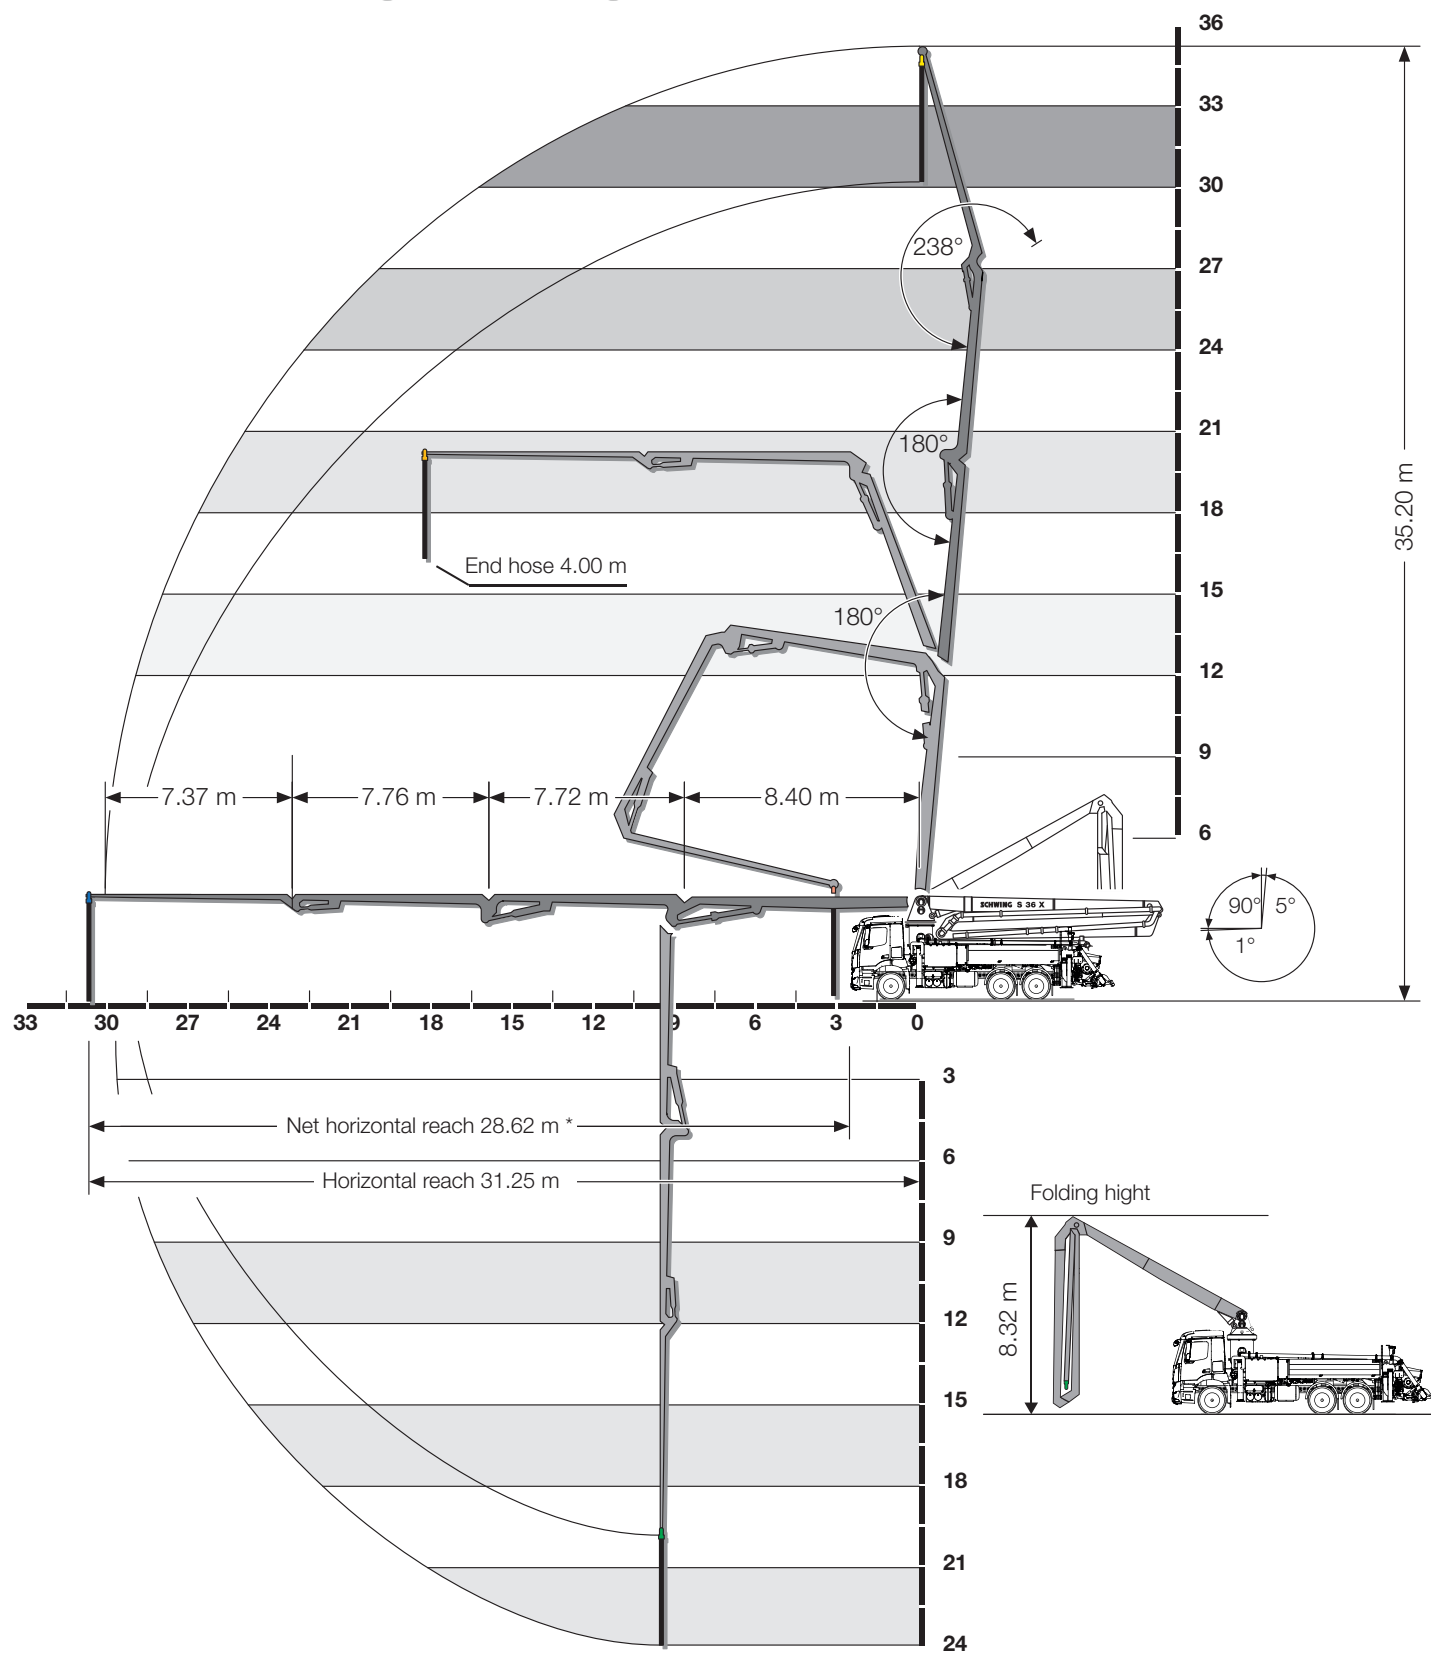 36
33
30
238°
27
24
21
180°
18
35.20 m
End hose 4.00 m
15
180°
12
9
7.37 m 7.76 m 7.72 m 8.40 m
6
SCHWING S 36 X
90° 5°
1°
33 30 27 24 21 18 15 12 9 6 3 0
3
Net horizontal reach 28.62 m *
6
Horizontal reach 31.25 m
Folding hight
9
8.32 m
12
15
18
21
24